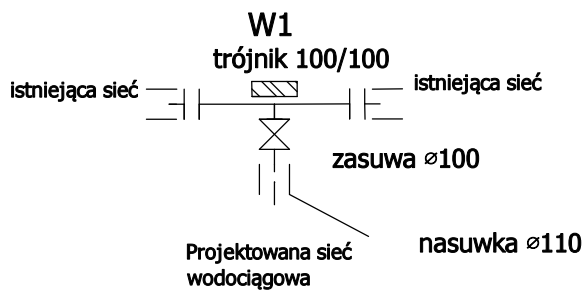 W1
trójnik 100/100
istniejąca sieć
istniejąca sieć
zasuwa ⌀100
nasuwka ⌀110
Projektowana sieć
wodociągowa